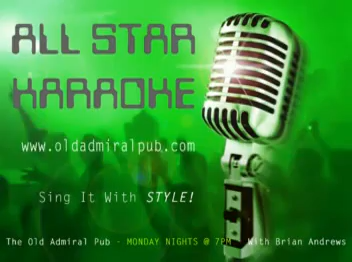 ALL STAR
KARAOKE
www.oldadmiralpub.com
Sing It With STYLE!
The Old Admiral Pub - MONDAY NIGHTS @ 7PM - With Brian Andrews